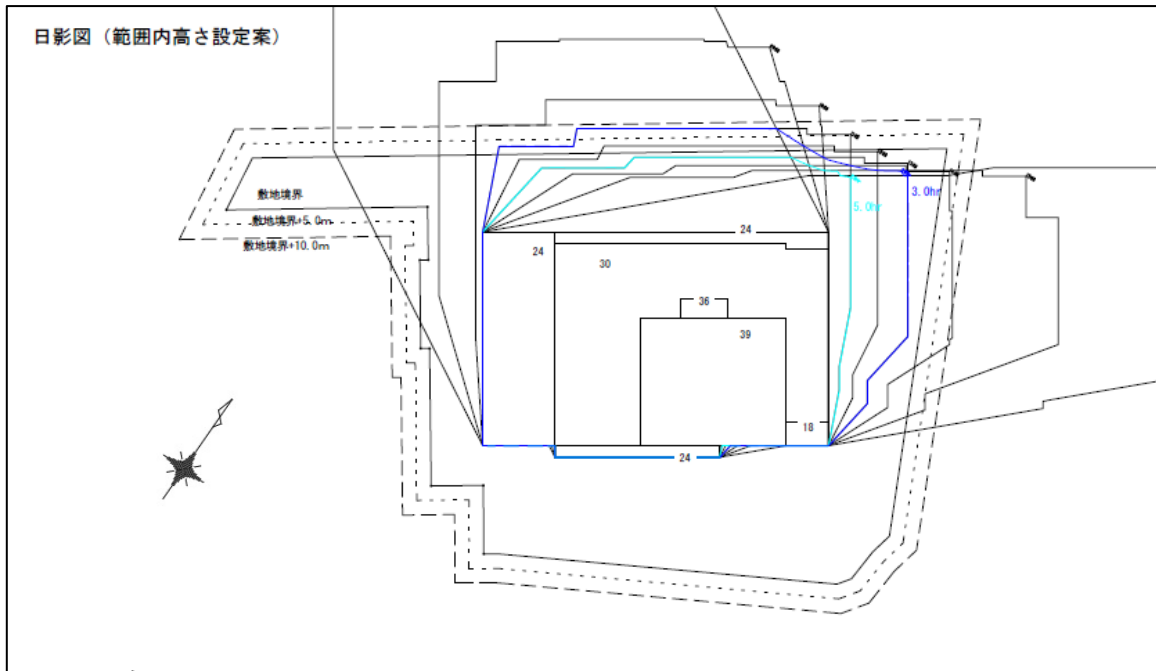 日影図（範囲内高さ設定案）
敷地境界
敷地境界+5.0m
敷地境界+10.0m
3.0hr
5.0hr
24
24
30
36
39
18
24